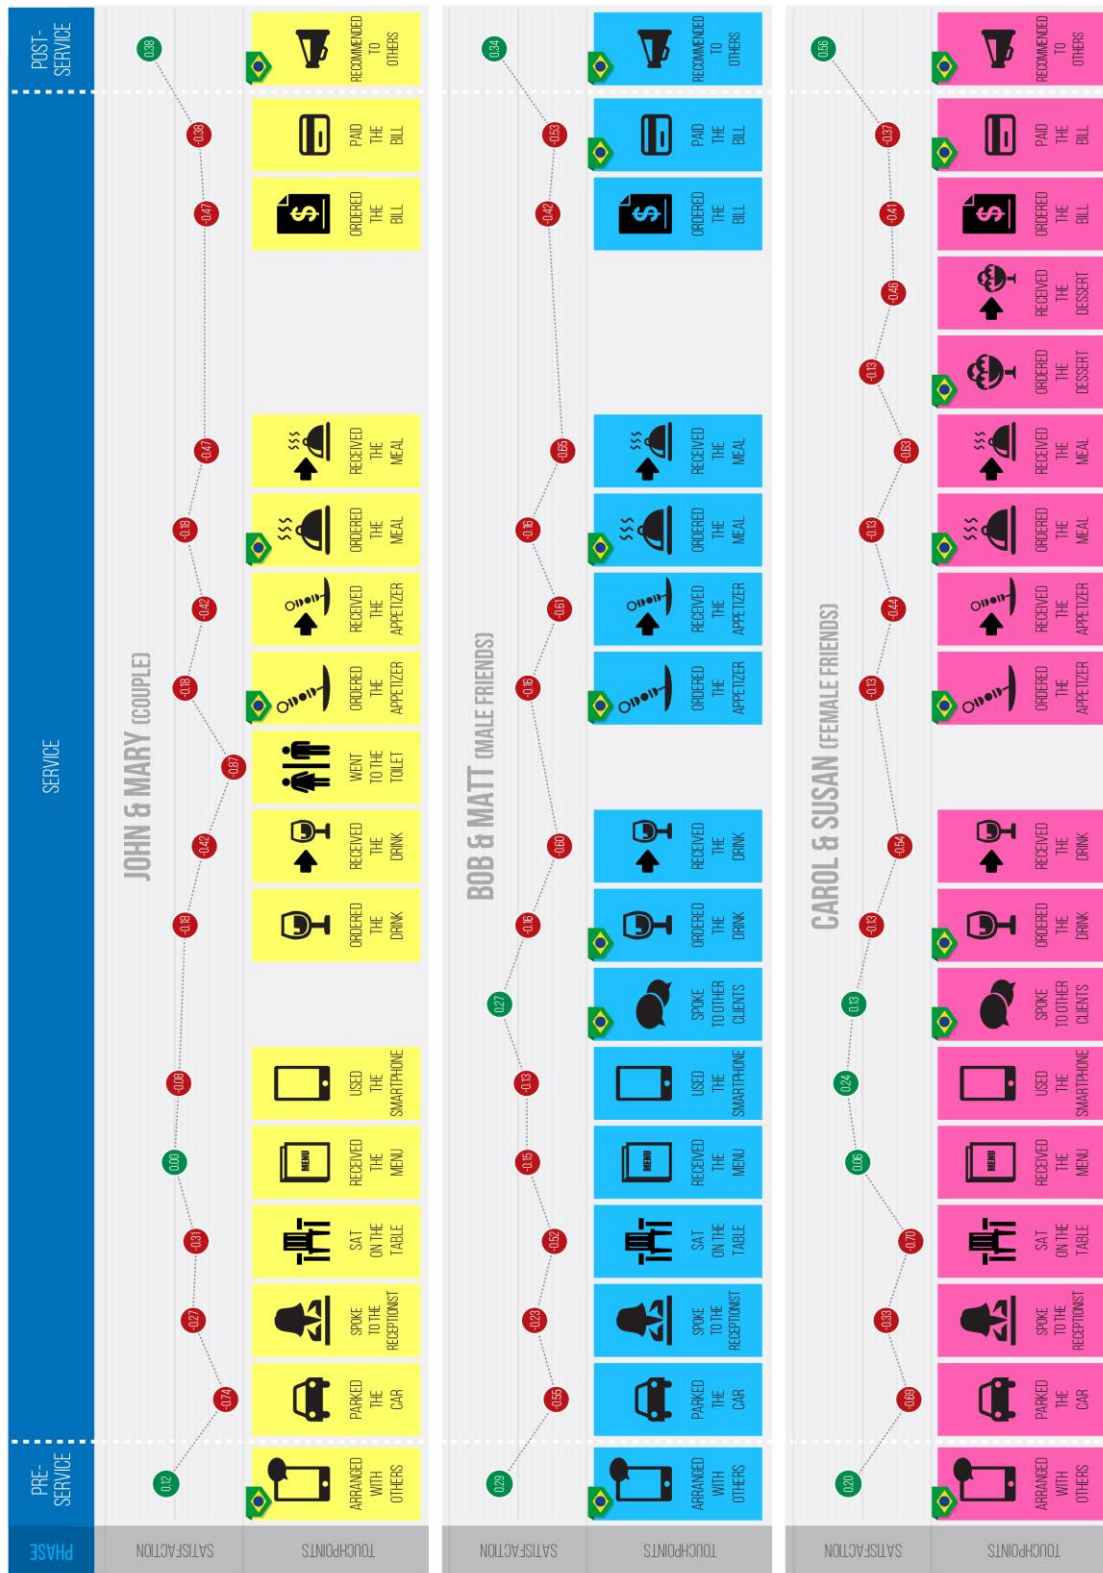 PHASE
PRE-
SERVICE
SERVICE
POST-
SERVICE
JOHN & MARY (COUPLE)
SATISFACTION
0.12
-0.74
-0.27
-0.31
0.00
-0.08
-0.18
-0.42
-0.87
-0.18
-0.42
-0.18
-0.47
-0.47
-0.38
0.38
TOUCHPOINTS
ARRANGED
WITH
OTHERS
PARKED
THE
CAR
SPOKE
TO THE
RECEPTIONIST
SAT
ON THE
TABLE
MENU
RECEIVED
THE
MENU
USED
THE
SMARTPHONE
ORDERED
THE
DRINK
RECEIVED
THE
DRINK
WENT
TO THE
TOILET
ORDERED
THE
APPETIZER
RECEIVED
THE
APPETIZER
ORDERED
THE
MEAL
RECEIVED
THE
MEAL
$
ORDERED
THE
BILL
PAID
THE
BILL
RECOMMENDED
TO
OTHERS
BOB & MATT (MALE FRIENDS)
SATISFACTION
0.29
-0.55
-0.23
-0.52
-0.15
-0.13
0.27
-0.16
-0.60
-0.16
-0.61
-0.16
-0.65
-0.42
-0.53
0.34
TOUCHPOINTS
ARRANGED
WITH
OTHERS
PARKED
THE
CAR
SPOKE
TO THE
RECEPTIONIST
SAT
ON THE
TABLE
MENU
RECEIVED
THE
MENU
USED
THE
SMARTPHONE
SPOKE
TO OTHER
CLIENTS
ORDERED
THE
DRINK
RECEIVED
THE
DRINK
ORDERED
THE
APPETIZER
RECEIVED
THE
APPETIZER
ORDERED
THE
MEAL
RECEIVED
THE
MEAL
$
ORDERED
THE
BILL
PAID
THE
BILL
RECOMMENDED
TO
OTHERS
CAROL & SUSAN (FEMALE FRIENDS)
SATISFACTION
0.20
-0.69
-0.33
-0.70
0.06
0.24
0.13
-0.13
-0.54
-0.13
-0.44
-0.13
-0.63
-0.13
-0.46
-0.41
-0.37
0.56
TOUCHPOINTS
ARRANGED
WITH
OTHERS
PARKED
THE
CAR
SPOKE
TO THE
RECEPTIONIST
SAT
ON THE
TABLE
MENU
RECEIVED
THE
MENU
USED
THE
SMARTPHONE
SPOKE
TO OTHER
CLIENTS
ORDERED
THE
DRINK
RECEIVED
THE
DRINK
ORDERED
THE
APPETIZER
RECEIVED
THE
APPETIZER
ORDERED
THE
MEAL
RECEIVED
THE
MEAL
ORDERED
THE
DESSERT
RECEIVED
THE
DESSERT
$
ORDERED
THE
BILL
PAID
THE
BILL
RECOMMENDED
TO
OTHERS